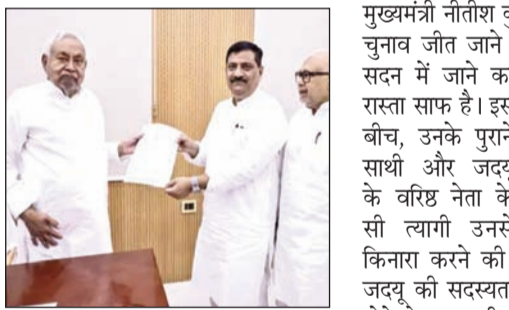 मुख्यमंत्री नीतीश
चुनाव जीत जाने
सदन में जाने का
रास्ता साफ है। इस
बीच, उनके पुराने
साथी और जदयू
के वरिष्ठ नेता के
सी त्यागी उनसे
किनारा करने की
जदयू की सदस्यता